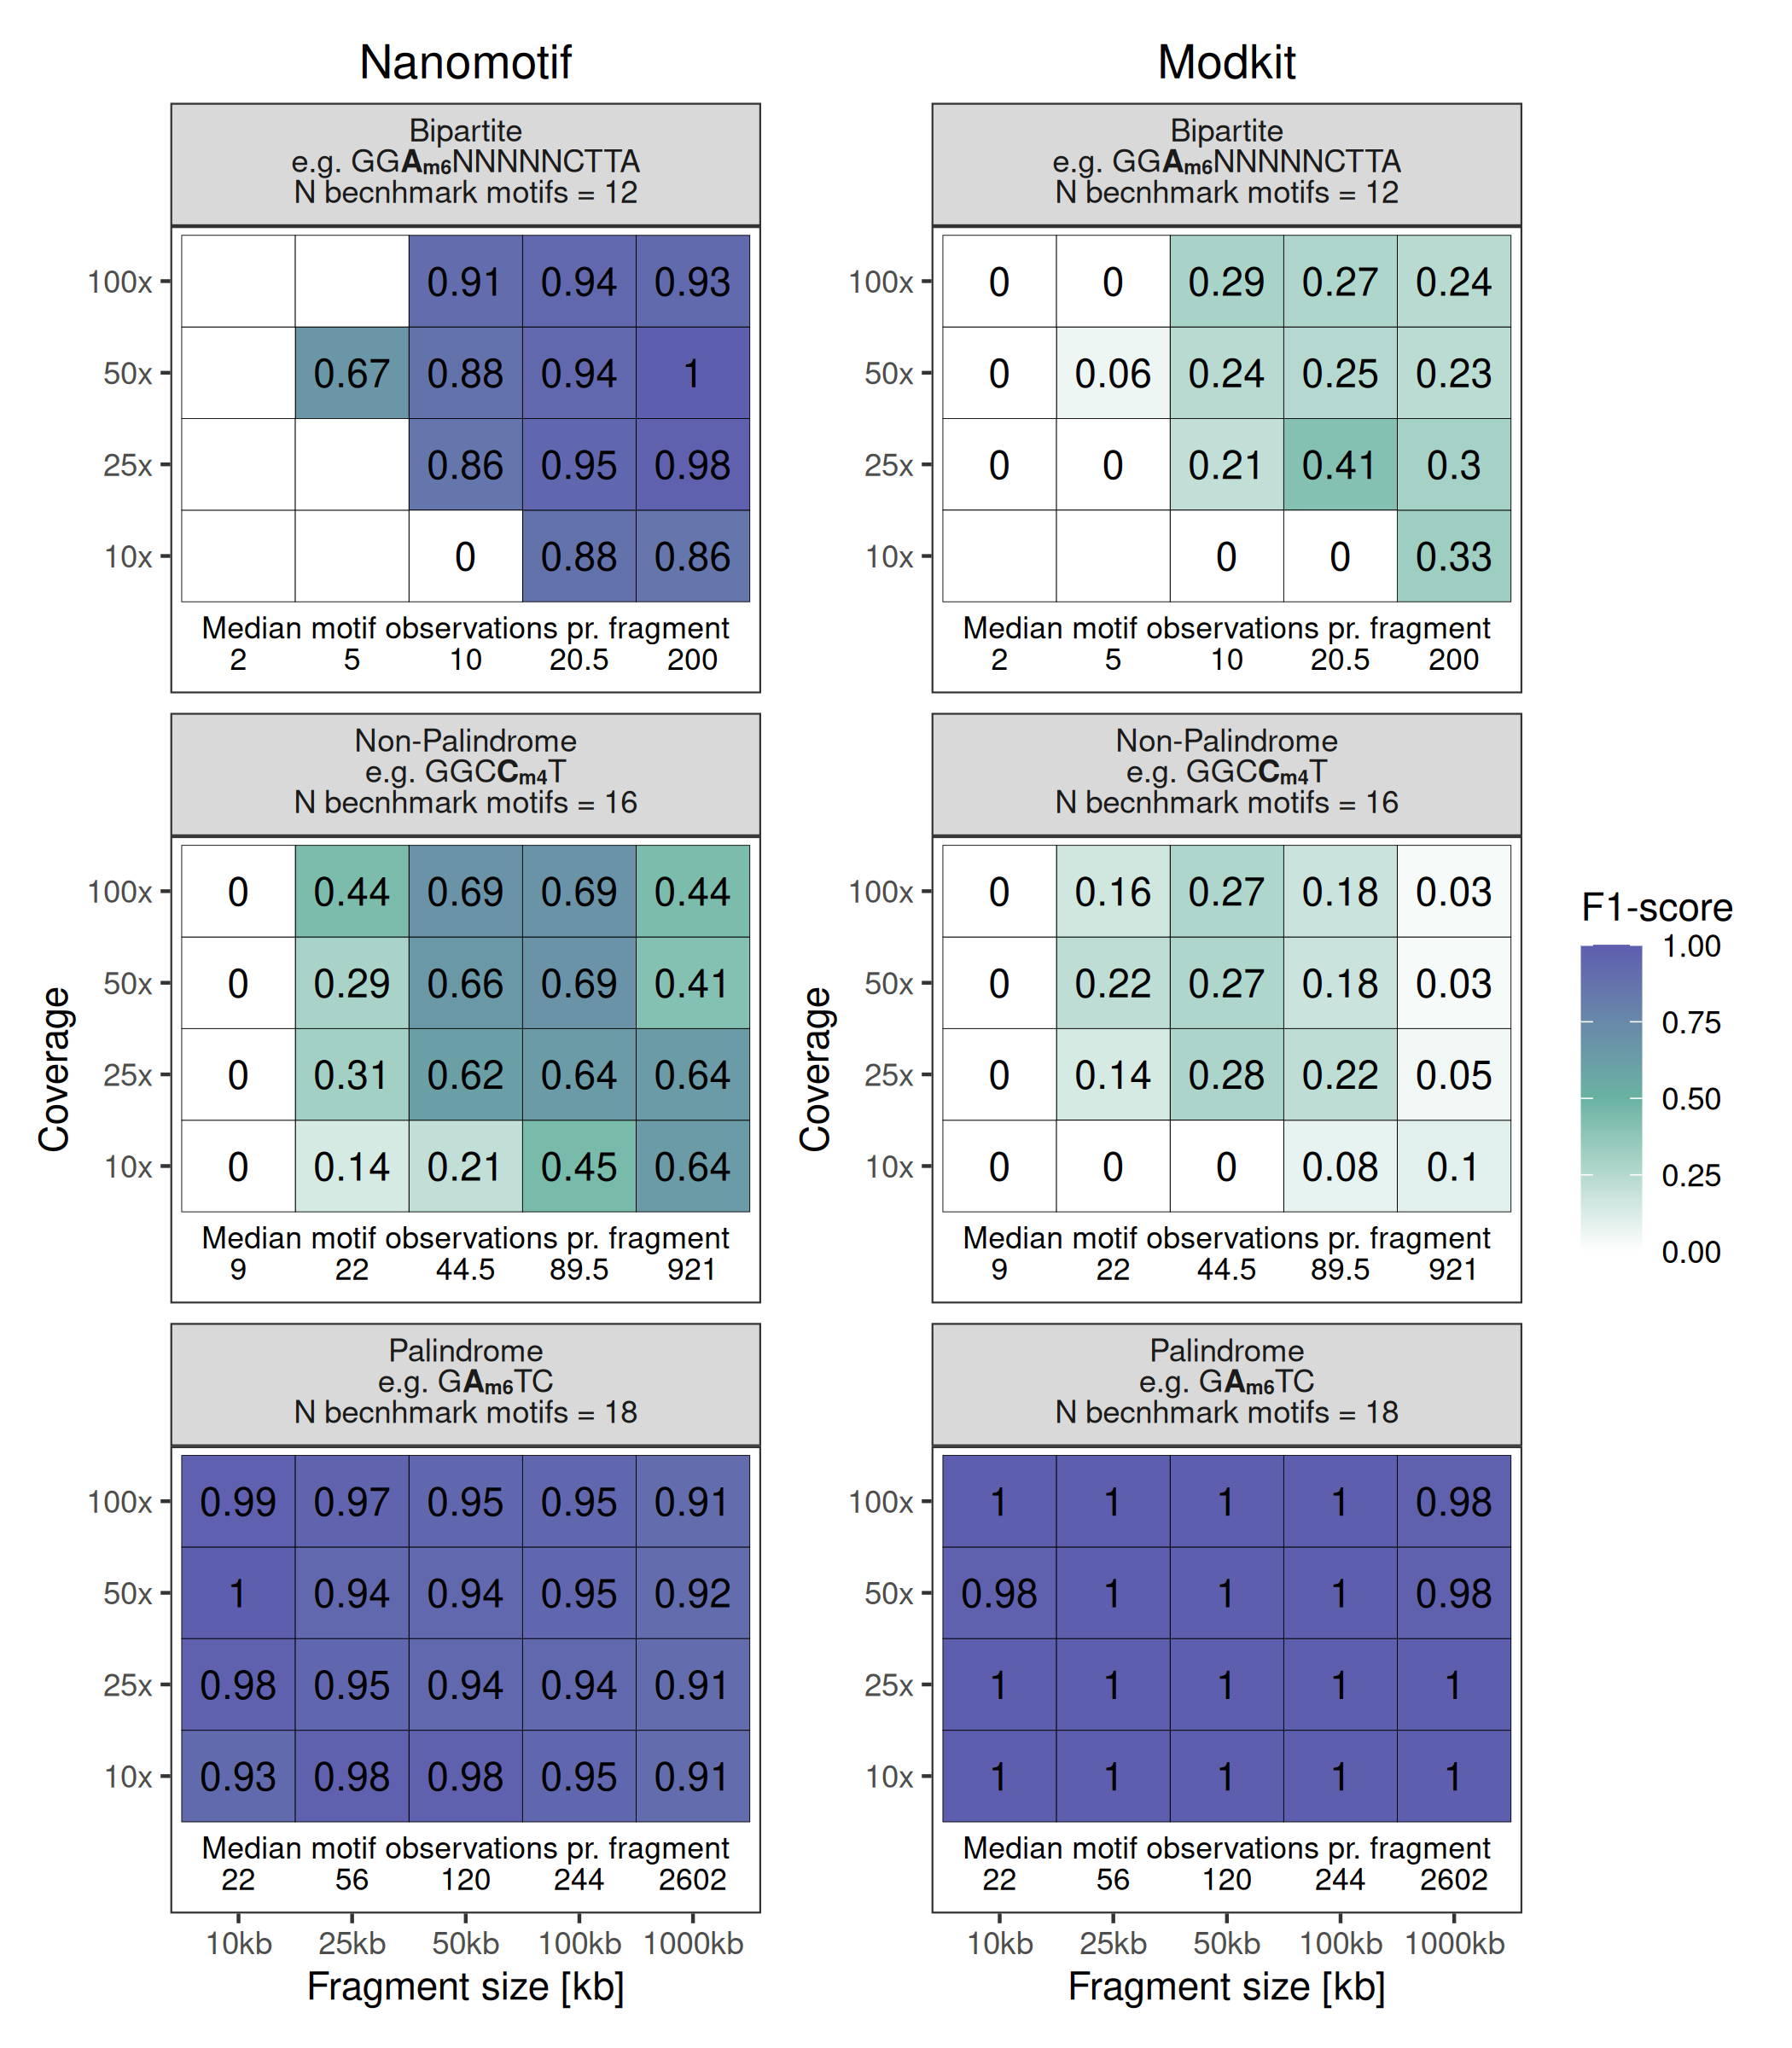 Nanomotif
Bipartite
e.g. GGAm6NNNNNCTTA
N becnhmark motifs = 12
100x 0.91 0.94 0.93
50x 0.67 0.88 0.94 1
25x 0.86 0.95 0.98
10x 0 0.88 0.86
Median motif observations pr. fragment
2 5 10 20.5 200
Non-Palindrome
e.g. GGCCm4T
N becnhmark motifs = 16
100x 0 0.44 0.69 0.69 0.44
50x 0 0.29 0.66 0.69 0.41
25x 0 0.31 0.62 0.64 0.64
10x 0 0.14 0.21 0.45 0.64
Median motif observations pr. fragment
9 22 44.5 89.5 921
Palindrome
e.g. GAm6TC
N becnhmark motifs = 18
100x 0.99 0.97 0.95 0.95 0.91
50x 1 0.94 0.94 0.95 0.92
25x 0.98 0.95 0.94 0.94 0.91
10x 0.93 0.98 0.98 0.95 0.91
Median motif observations pr. fragment
22 56 120 244 2602
10kb 25kb 50kb 100kb 1000kb
Fragment size [kb]
Coverage
Modkit
Bipartite
e.g. GGAm6NNNNNCTTA
N becnhmark motifs = 12
100x 0 0 0.29 0.27 0.24
50x 0 0.06 0.24 0.25 0.23
25x 0 0 0.21 0.41 0.3
10x 0 0 0.33
Median motif observations pr. fragment
2 5 10 20.5 200
Non-Palindrome
e.g. GGCCm4T
N becnhmark motifs = 16
100x 0 0.16 0.27 0.18 0.03
50x 0 0.22 0.27 0.18 0.03
25x 0 0.14 0.28 0.22 0.05
10x 0 0 0 0.08 0.1
Median motif observations pr. fragment
9 22 44.5 89.5 921
Palindrome
e.g. GAm6TC
N becnhmark motifs = 18
100x 1 1 1 1 0.98
50x 0.98 1 1 1 0.98
25x 1 1 1 1 1
10x 1 1 1 1 1
Median motif observations pr. fragment
22 56 120 244 2602
10kb 25kb 50kb 100kb 1000kb
Fragment size [kb]
Coverage
F1-score
1.00
0.75
0.50
0.25
0.00